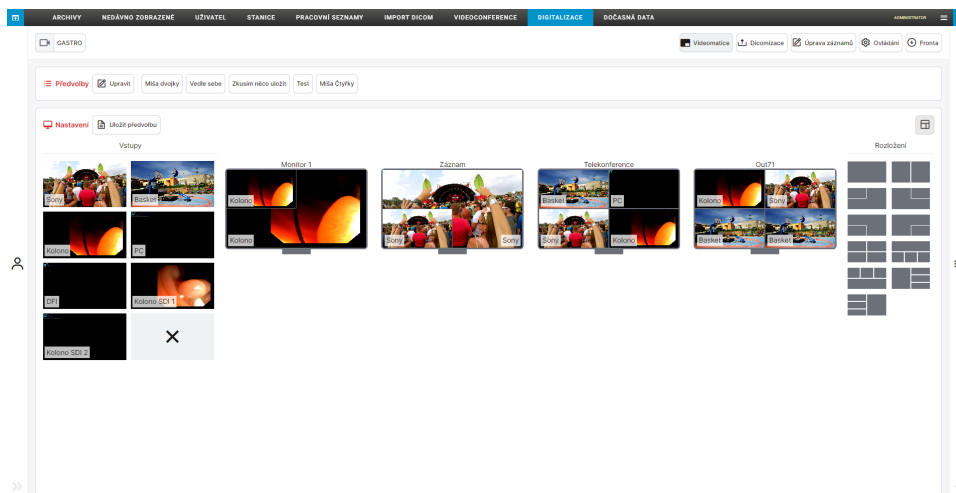 ARCHIVY NEDÁVNO ZOBRAZENÉ UŽIVATEL STANICE PRACOVNÍ SEZNAMY IMPORT DICOM VIDEOCONFERENCE DIGITALIZACE DOČASNÁ DATA ADMINISTRATOR
GASTRO Videomatica Dicomizace Úprava záznamů Ovládání Fronta
Předvolby Upravit Míša dvojky Vedle sebe Zkusím něco uložit Test Míša Čtyřky
Nastavení Uložit předvolbu
Vstupy Rozložení
Monitor 1 Záznam Telekonference Out71
Sony Basket Kolono Basket PC Kolono Sony
Kolono PC Kolono Sony Sony Sony Kolono Basket Basket
DFI Kolono SDI 1
Kolono SDI 2